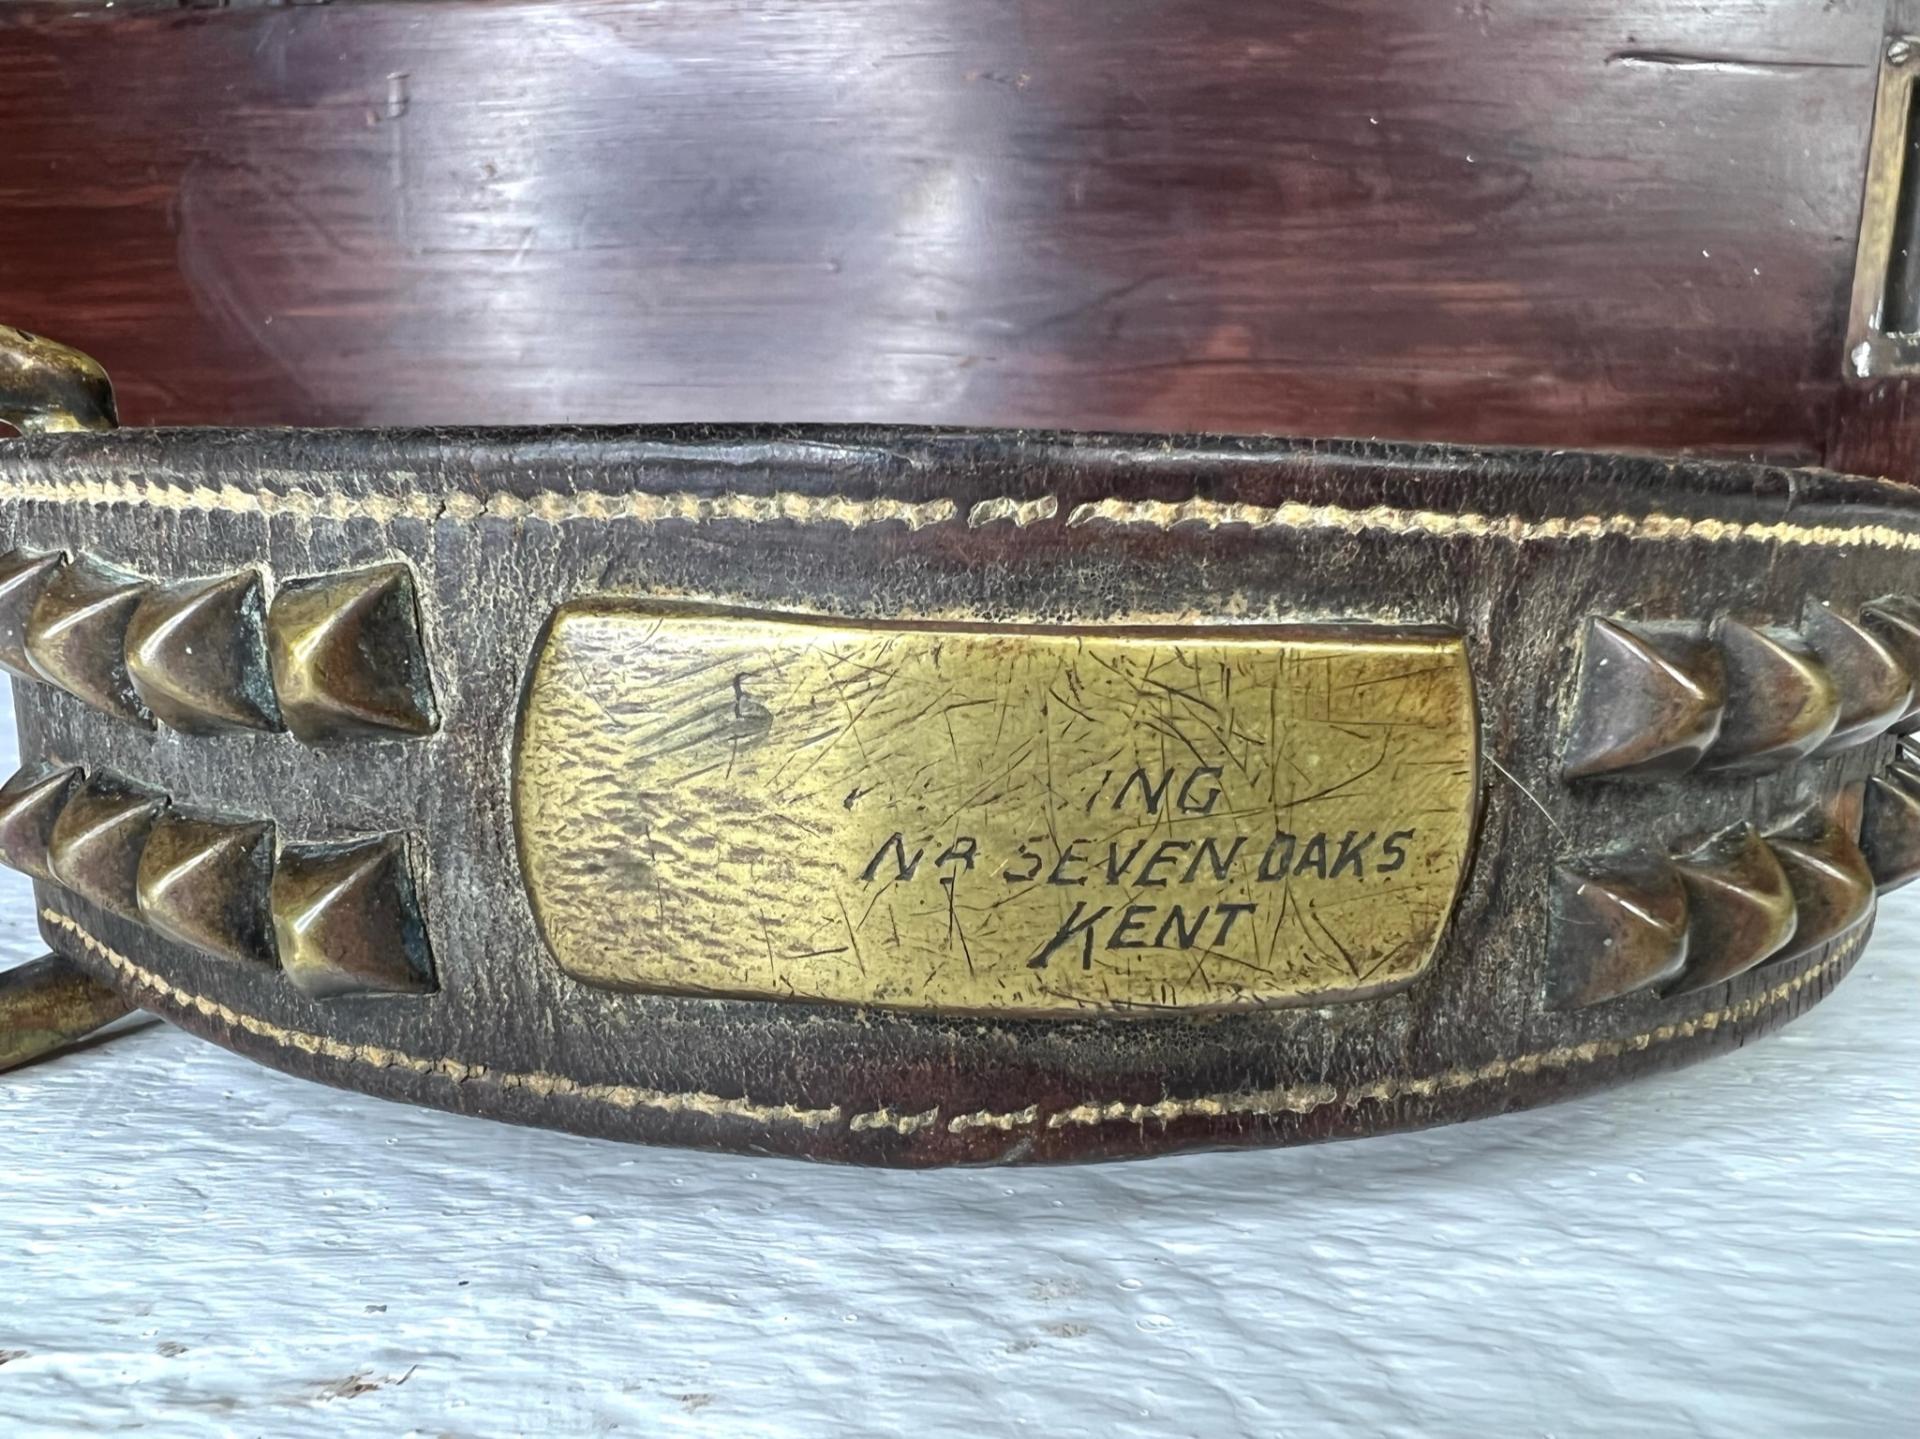 ING
NR SEVEN OAKS
KENT